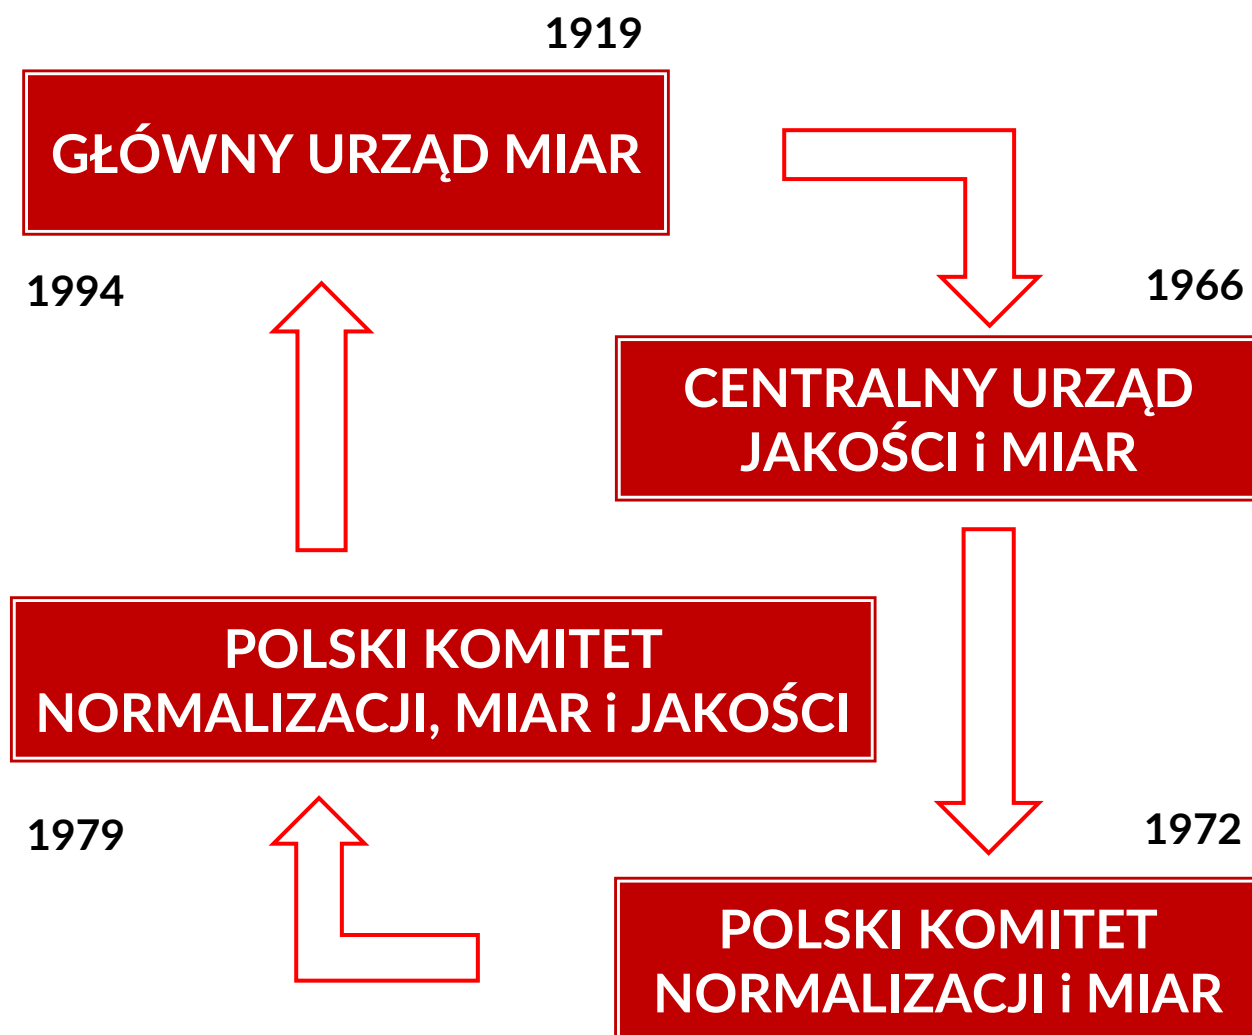 1919
GŁÓWNY URZĄD MIAR
1994
1966
CENTRALNY URZĄD
JAKOŚCI i MIAR
POLSKI KOMITET
NORMALIZACJI, MIAR i JAKOŚCI
1979
1972
POLSKI KOMITET
NORMALIZACJI i MIAR